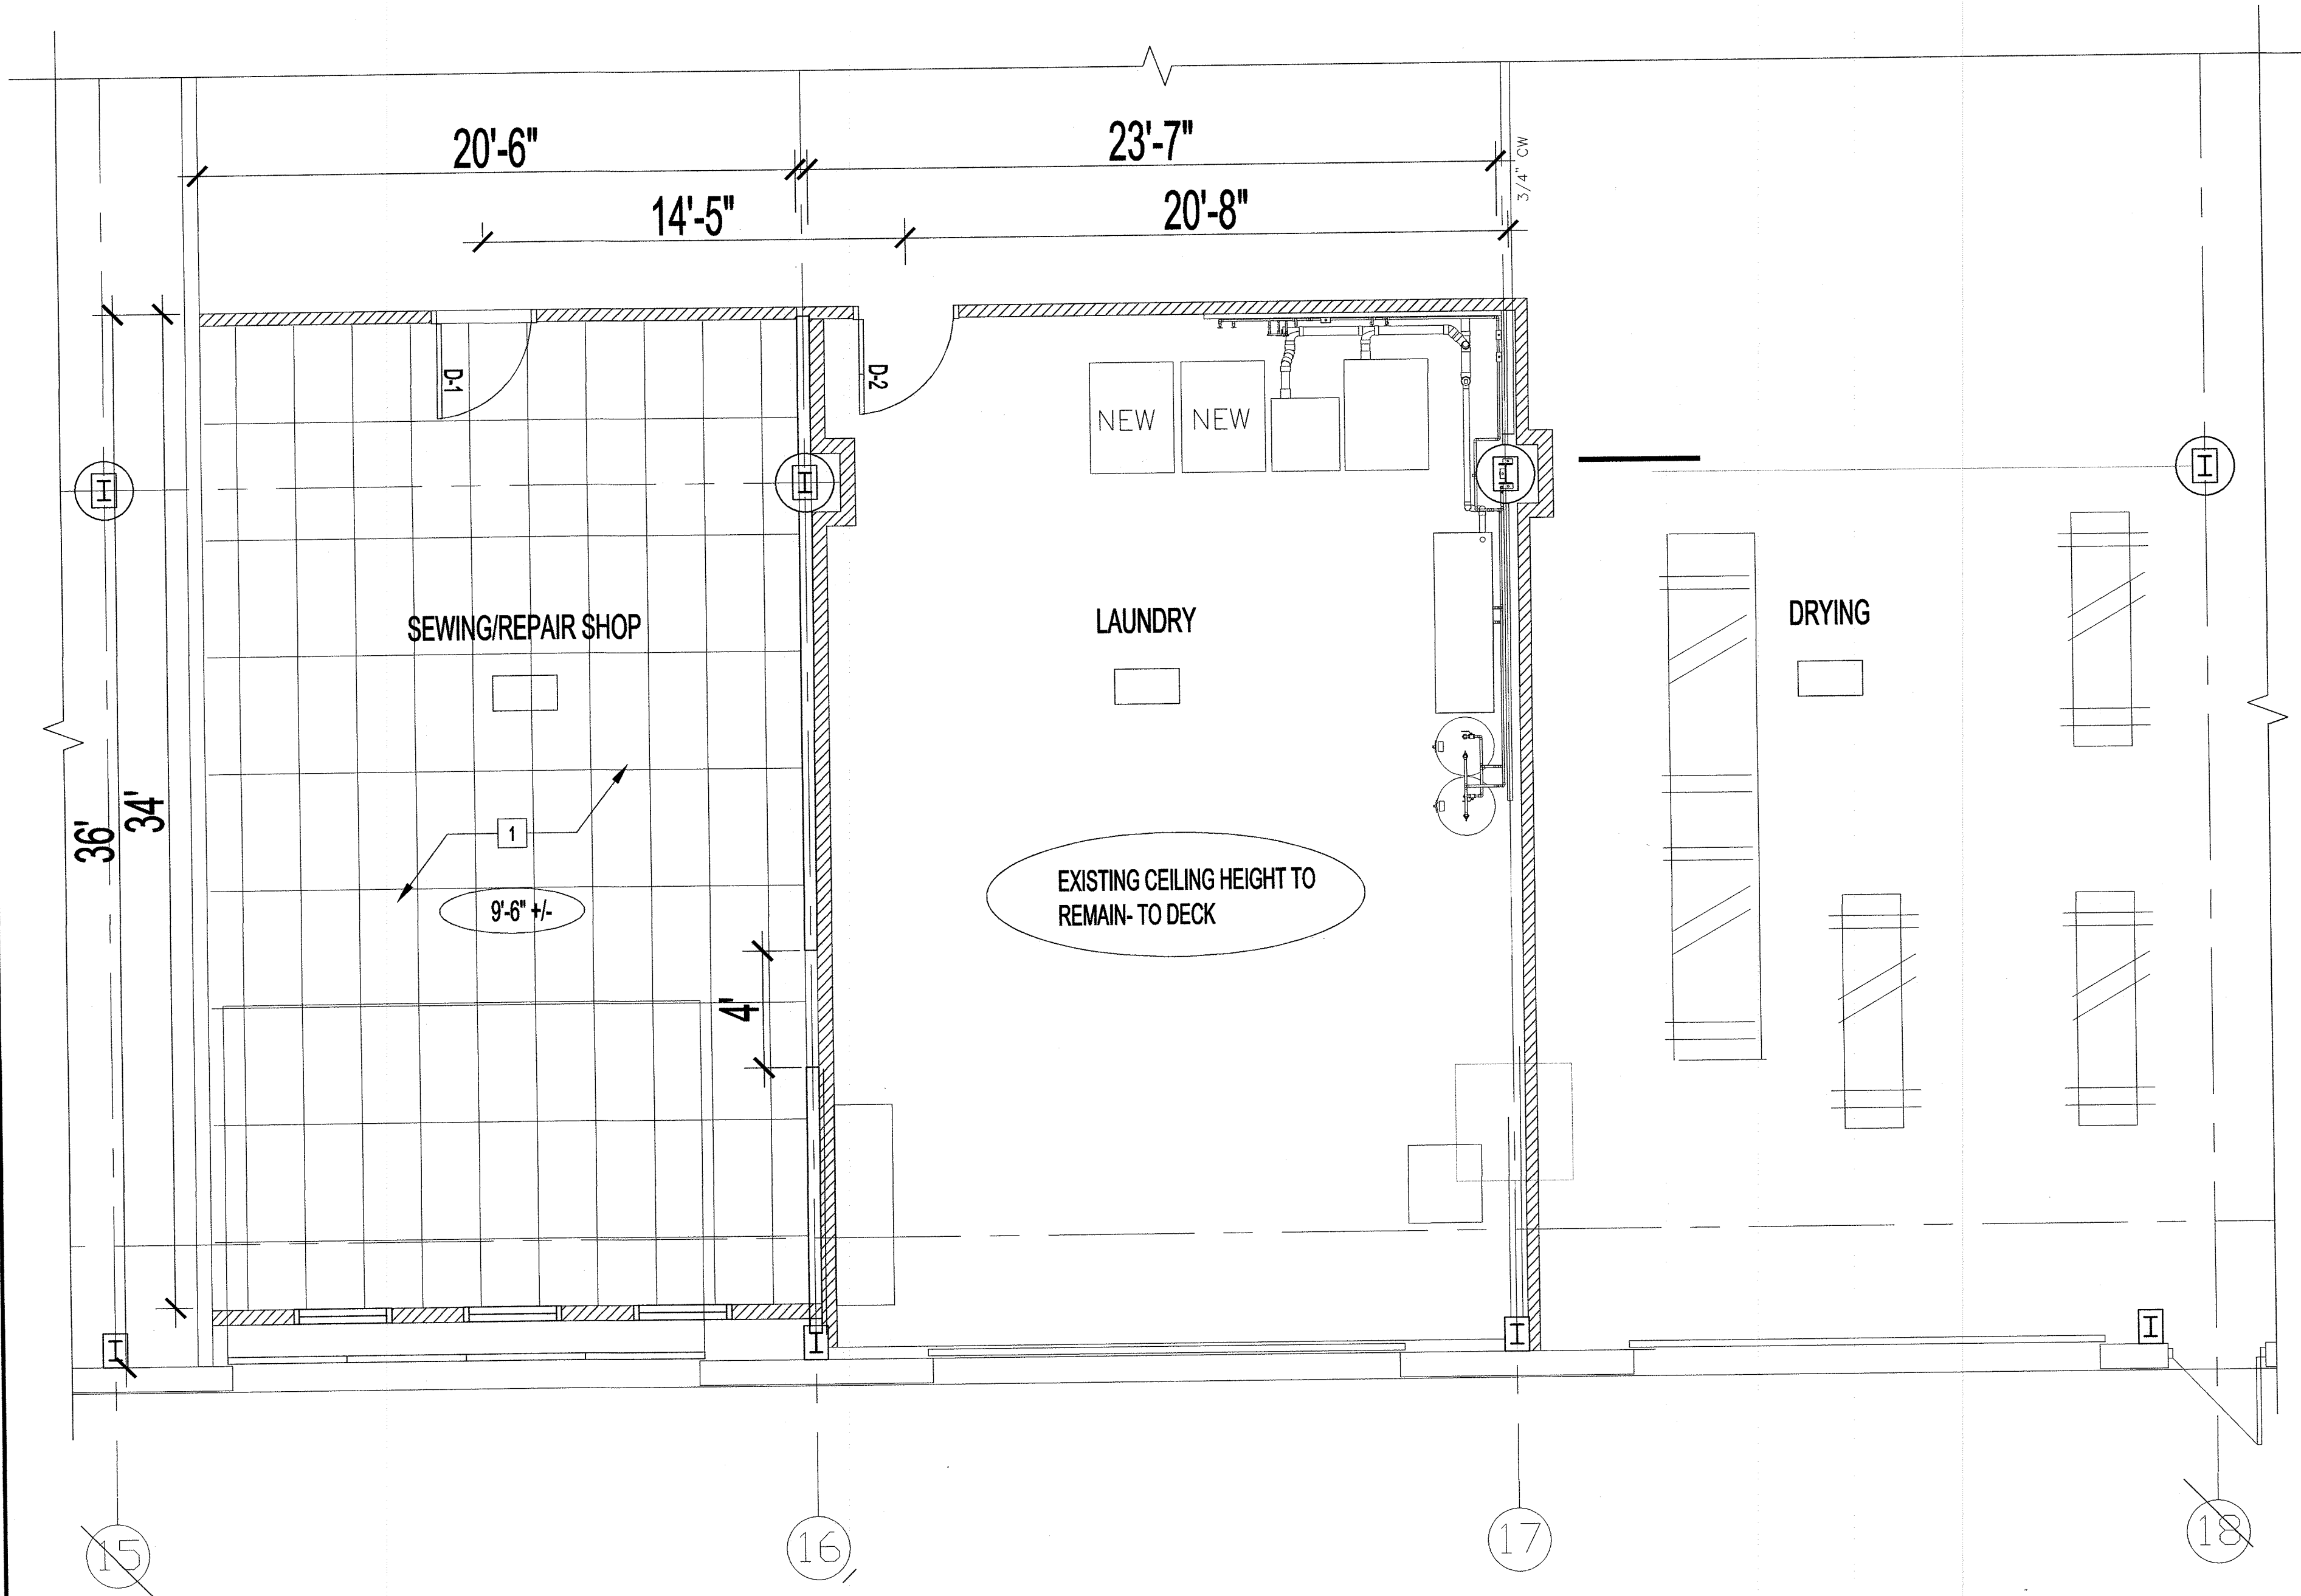 20'-6"
23'-7"
3/4" CW
14'-5"
20'-8"
D-1
D-2
NEW
NEW
SEWING/REPAIR SHOP
LAUNDRY
DRYING
36'
34'
1
9'-6" +/-
EXISTING CEILING HEIGHT TO
REMAIN- TO DECK
4'
15
16
17
18